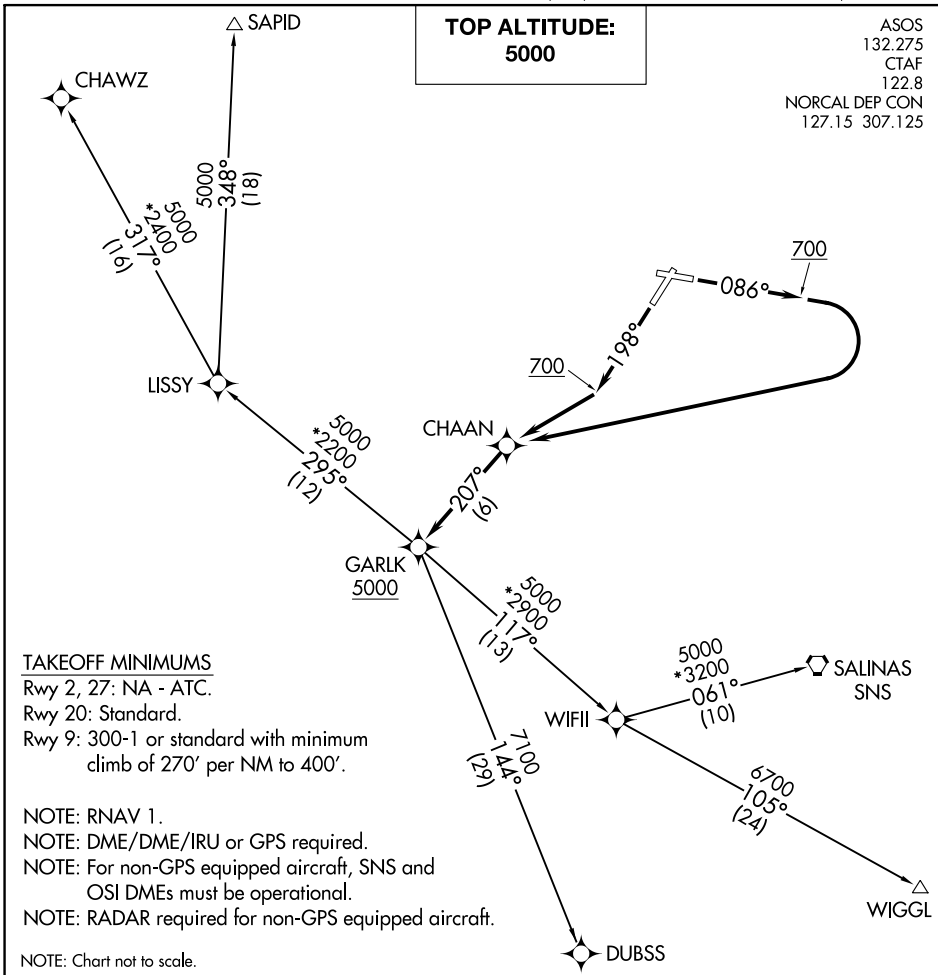 TOP ALTITUDE:
5000
ASOS
132.275
CTAF
122.8
NORCAL DEP CON
127.15 307.125
SAPID
CHAWZ
5000
348°
(18)
5000
*2400
317°
(16)
700
086°
198°
700
LISSY
CHAAN
5000
*2200
295°
(12)
207°
(6)
GARLK
5000
5000
*2900
117°
(13)
5000
*3200
061°
(10)
SALINAS
SNS
WIFII
7100
144°
(29)
6700
105°
(24)
WIGGL
DUBSS
TAKEOFF MINIMUMS
Rwy 2, 27: NA - ATC.
Rwy 20: Standard.
Rwy 9: 300-1 or standard with minimum
climb of 270' per NM to 400'.
NOTE: RNAV 1.
NOTE: DME/DME/IRU or GPS required.
NOTE: For non-GPS equipped aircraft, SNS and
OSI DMEs must be operational.
NOTE: RADAR required for non-GPS equipped aircraft.
NOTE: Chart not to scale.